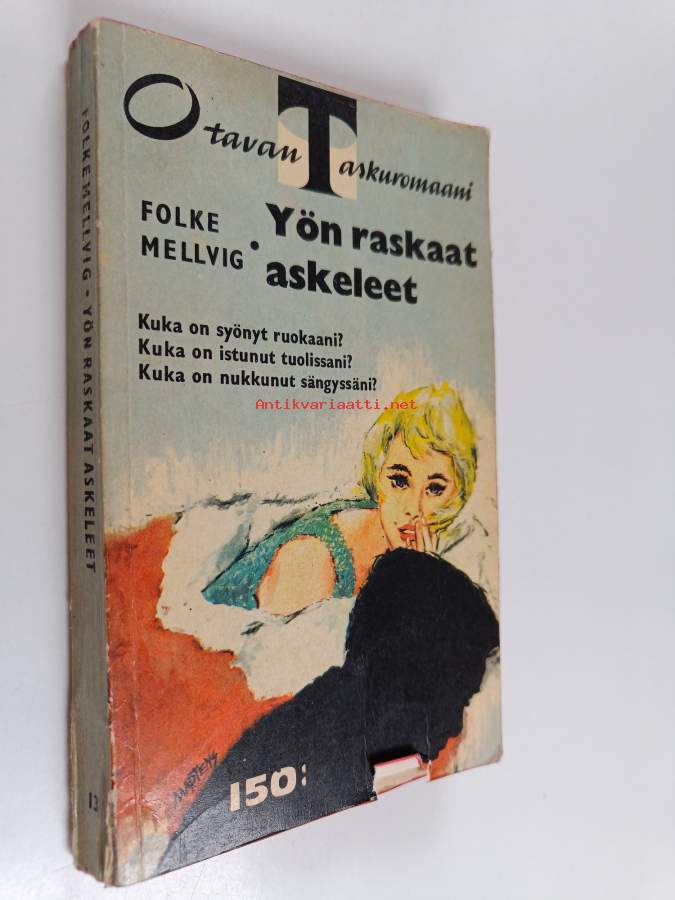 Otavan Taskuromaani
FOLKE
MELLVIG •
Yön raskaat
askeleet
Kuka on syönyt ruokaani?
Kuka on istunut tuolissani?
Kuka on nukkunut sängyssäni?
Antikvariaatti.net
150:
FOLKE MELLVIG • YÖN RASKAAT ASKELEET
13